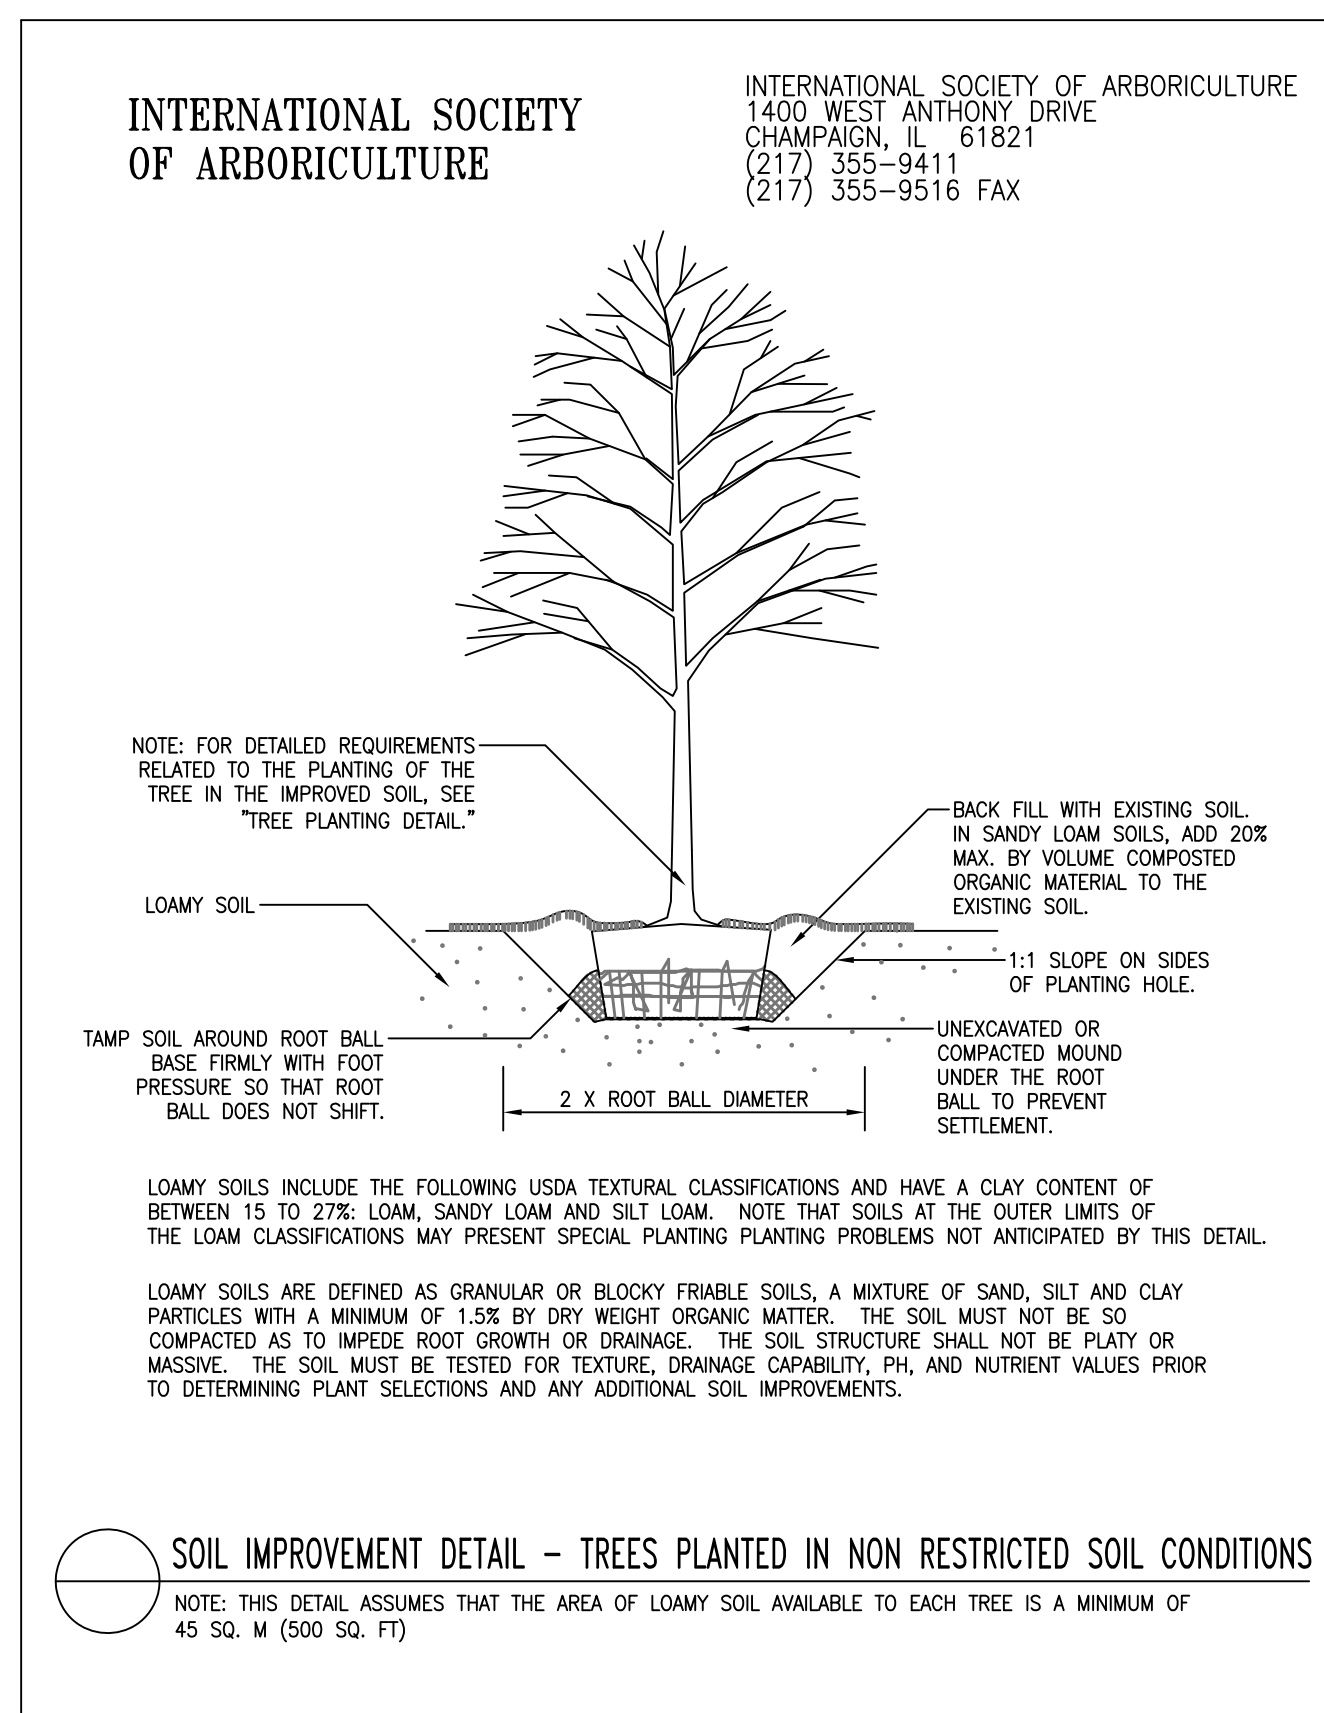 INTERNATIONAL SOCIETY
OF ARBORICULTURE
INTERNATIONAL SOCIETY OF ARBORICULTURE
1400 WEST ANTHONY DRIVE
CHAMPAIGN, IL 61821
(217) 355-9411
(217) 355-9516 FAX
NOTE: FOR DETAILED REQUIREMENTS
RELATED TO THE PLANTING OF THE
TREE IN THE IMPROVED SOIL, SEE
"TREE PLANTING DETAIL."
BACK FILL WITH EXISTING SOIL.
IN SANDY LOAM SOILS, ADD 20%
MAX. BY VOLUME COMPOSTED
ORGANIC MATERIAL TO THE
EXISTING SOIL.
LOAMY SOIL
1:1 SLOPE ON SIDES
OF PLANTING HOLE.
TAMP SOIL AROUND ROOT BALL
BASE FIRMLY WITH FOOT
PRESSURE SO THAT ROOT
BALL DOES NOT SHIFT.
UNEXCAVATED OR
COMPACTED MOUND
UNDER THE ROOT
BALL TO PREVENT
SETTLEMENT.
2 X ROOT BALL DIAMETER
LOAMY SOILS INCLUDE THE FOLLOWING USDA TEXTURAL CLASSIFICATIONS AND HAVE A CLAY CONTENT OF
BETWEEN 15 TO 27%: LOAM, SANDY LOAM AND SILT LOAM. NOTE THAT SOILS AT THE OUTER LIMITS OF
THE LOAM CLASSIFICATIONS MAY PRESENT SPECIAL PLANTING PLANTING PROBLEMS NOT ANTICIPATED BY THIS DETAIL.
LOAMY SOILS ARE DEFINED AS GRANULAR OR BLOCKY FRIABLE SOILS, A MIXTURE OF SAND, SILT AND CLAY
PARTICLES WITH A MINIMUM OF 1.5% BY DRY WEIGHT ORGANIC MATTER. THE SOIL MUST NOT BE SO
COMPACTED AS TO IMPEDE ROOT GROWTH OR DRAINAGE. THE SOIL STRUCTURE SHALL NOT BE PLATY OR
MASSIVE. THE SOIL MUST BE TESTED FOR TEXTURE, DRAINAGE CAPABILITY, PH, AND NUTRIENT VALUES PRIOR
TO DETERMINING PLANT SELECTIONS AND ANY ADDITIONAL SOIL IMPROVEMENTS.
SOIL IMPROVEMENT DETAIL - TREES PLANTED IN NON RESTRICTED SOIL CONDITIONS
NOTE: THIS DETAIL ASSUMES THAT THE AREA OF LOAMY SOIL AVAILABLE TO EACH TREE IS A MINIMUM OF
45 SQ. M (500 SQ. FT)